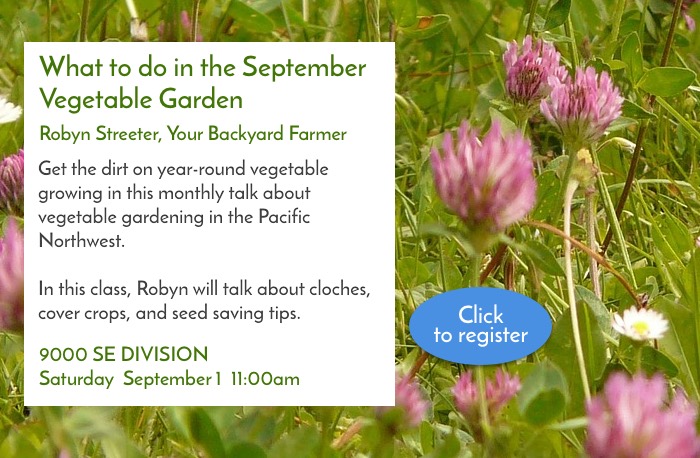 What to do in the September
Vegetable Garden
Robyn Streeter, Your Backyard Farmer
Get the dirt on year-round vegetable
growing in this monthly talk about
vegetable gardening in the Pacific
Northwest.
In this class, Robyn will talk about cloches,
cover crops, and seed saving tips.
9000 SE DIVISION
Saturday September 1 11:00am
Click
to register